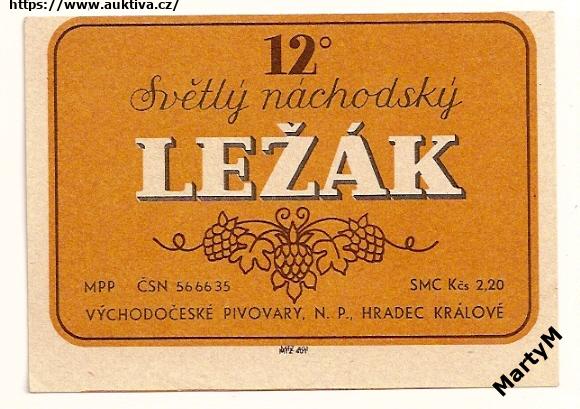 https://www.auktiva.cz/
12°
Světlý náchodský
LEŽÁK
MPP ČSN 566635 SMC Kčs 2,20
VÝCHODOČESKÉ PIVOVARY, N. P., HRADEC KRÁLOVÉ
MartyM